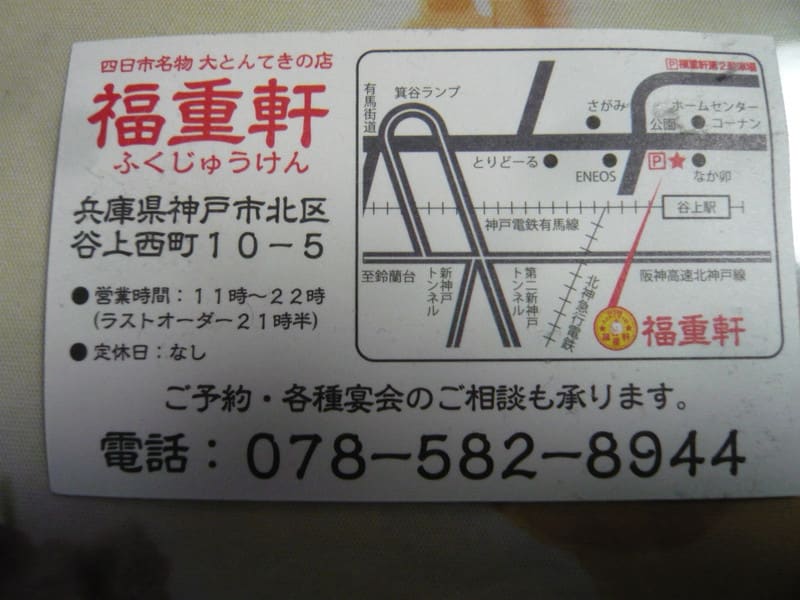 四日市名物 大とんてきの店
福重軒
ふくじゅうけん
兵庫県神戸市北区
谷上西町10-5
●営業時間:11時〜22時
(ラストオーダー21時半)
●定休日:なし
P福重軒第2駐車場
有馬街道
箕谷ランプ
さがみ
公園
ホームセンター
コーナン
とりどーる
ENEOS
P★
なか卯
谷上駅
神戸電鉄有馬線
至鈴蘭台
新神戸トンネル
第二新神戸トンネル
北神急行電鉄
阪神高速北神戸線
福重軒
ご予約・各種宴会のご相談も承ります。
電話:078-582-8944